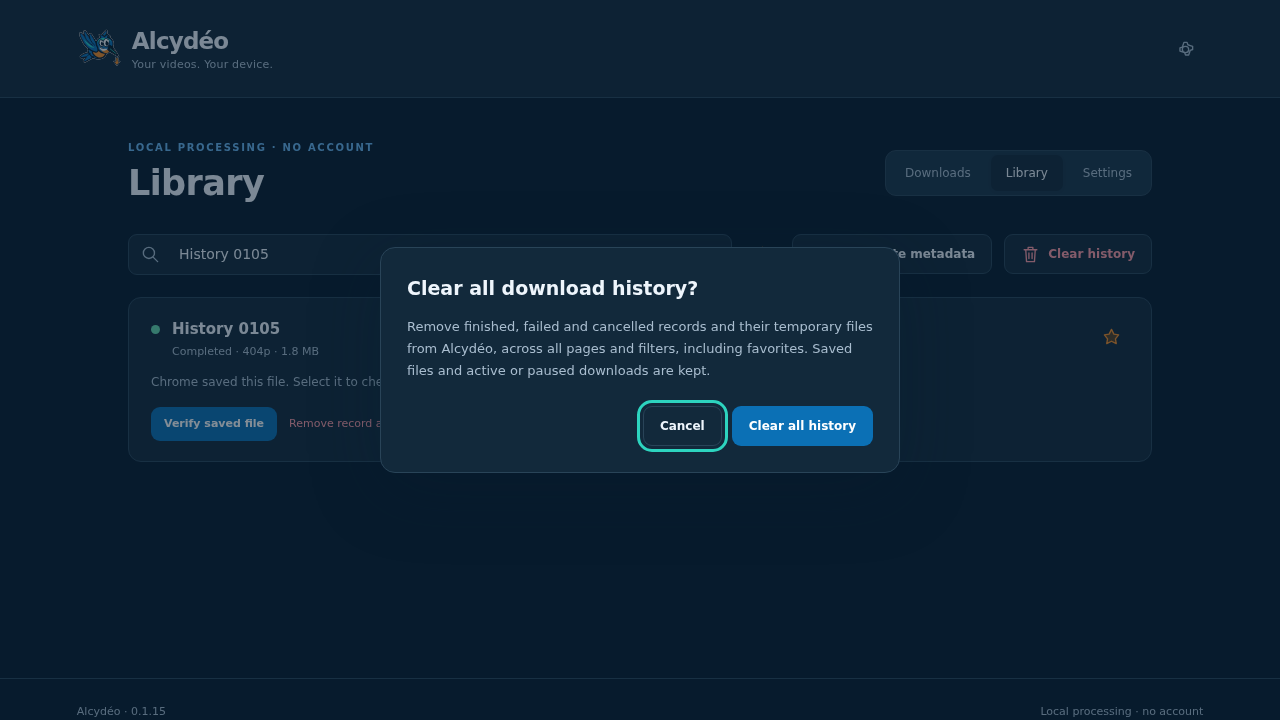 Alcydéo
Your videos. Your device.
LOCAL PROCESSING · NO ACCOUNT
Library
Downloads
Library
Settings
History 0105
metadata
Clear history
History 0105
Completed · 404p · 1.8 MB
Chrome saved this file. Select it to
Verify saved file
Remove record
Clear all download history?
Remove finished, failed and cancelled records and their temporary files
from Alcydéo, across all pages and filters, including favorites. Saved
files and active or paused downloads are kept.
Cancel
Clear all history
Alcydéo · 0.1.15
Local processing · no account